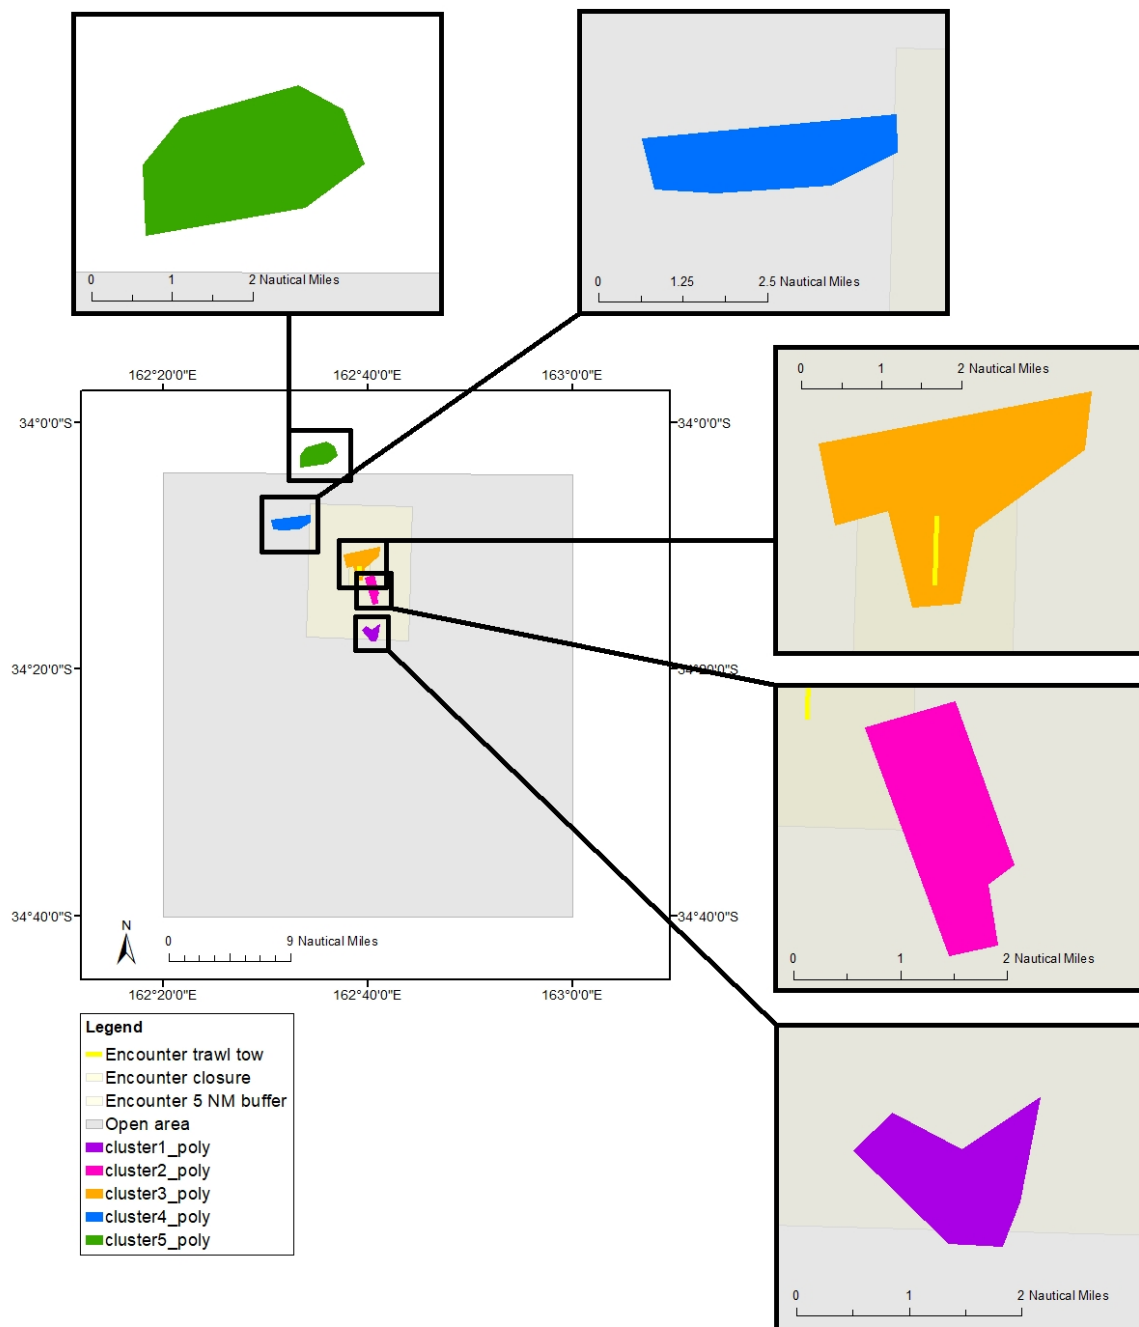 0 1 2 Nautical Miles
0 1.25 2.5 Nautical Miles
0 1 2 Nautical Miles
162°20'0"E 162°40'0"E 163°0'0"E
34°0'0"S 34°0'0"S
34°20'0"S 34°20'0"S
0 1 2 Nautical Miles
34°40'0"S 34°40'0"S
N
0 9 Nautical Miles
162°20'0"E 162°40'0"E 163°0'0"E
Legend
Encounter trawl tow
Encounter closure
Encounter 5 NM buffer
Open area
cluster1_poly
cluster2_poly
cluster3_poly
cluster4_poly
cluster5_poly
0 1 2 Nautical Miles